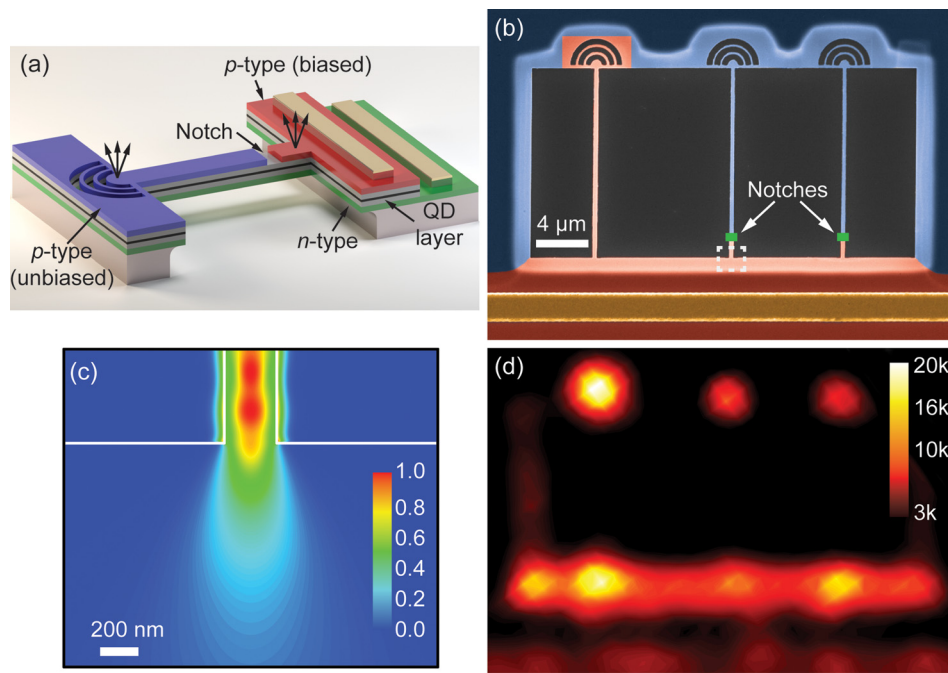 (a)
p-type (biased)
Notch
n-type
QD
layer
p-type
(unbiased)
(b)
Notches
4 μm
(c)
1.0
0.8
0.6
0.4
0.2
0.0
200 nm
(d)
20k
16k
10k
3k